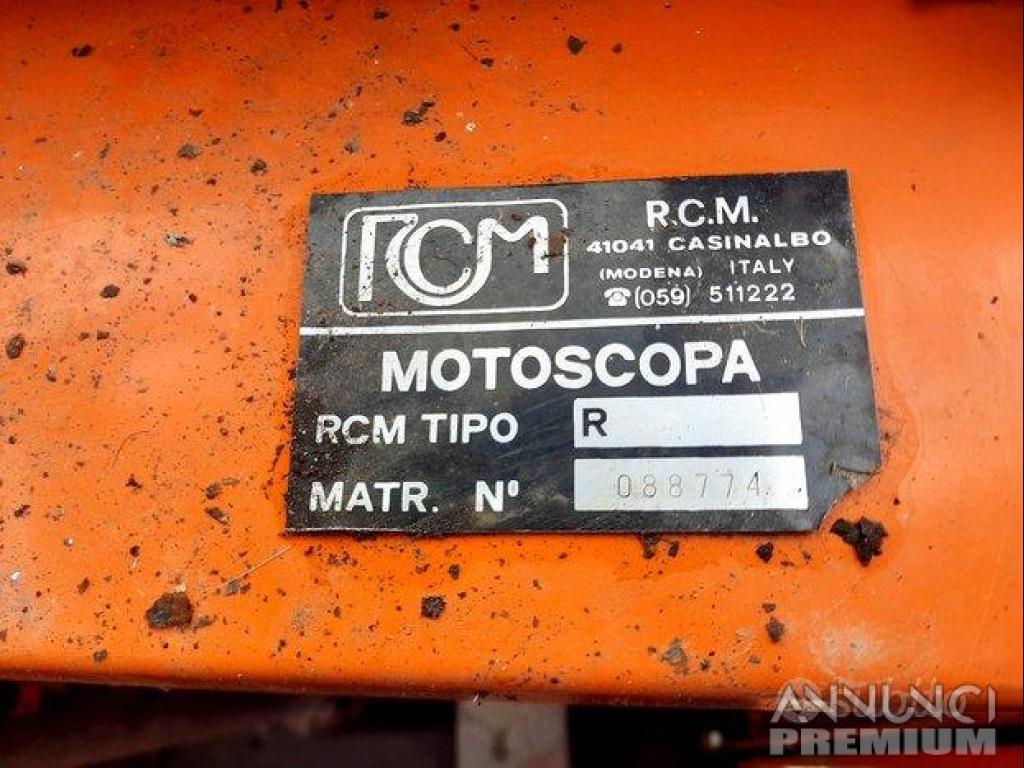 RCM
R.C.M.
41041 CASINALBO
(MODENA) ITALY
☎(059) 511222
MOTOSCOPA
RCM TIPO R
MATR. Nº 088774
ANNUNCI
PREMIUM